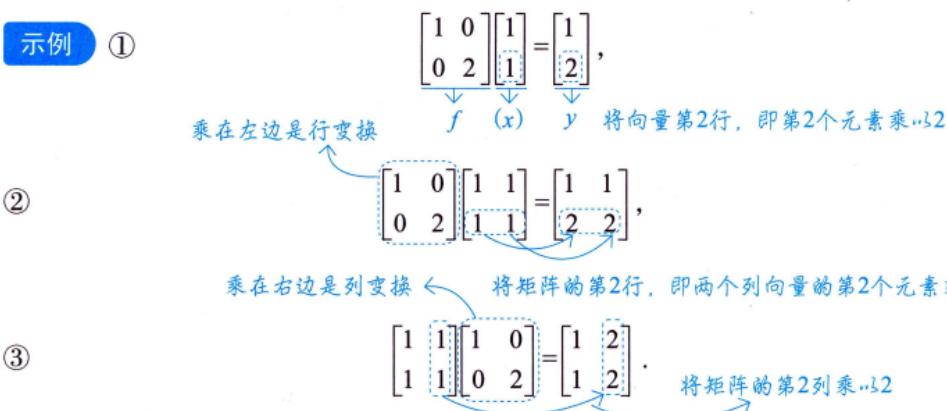 示例 ① [1 0; 0 2][1; 1]=[1; 2],
f (x) y 将向量第2行，即第2个元素乘以2
乘在左边是行变换
② [1 0; 0 2][1 1; 1 1]=[1 1; 2 2],
乘在右边是列变换 将矩阵的第2行，即两个列向量的第2个元素
③ [1 1; 1 1][1 0; 0 2]=[1 2; 1 2].
将矩阵的第2列乘以2